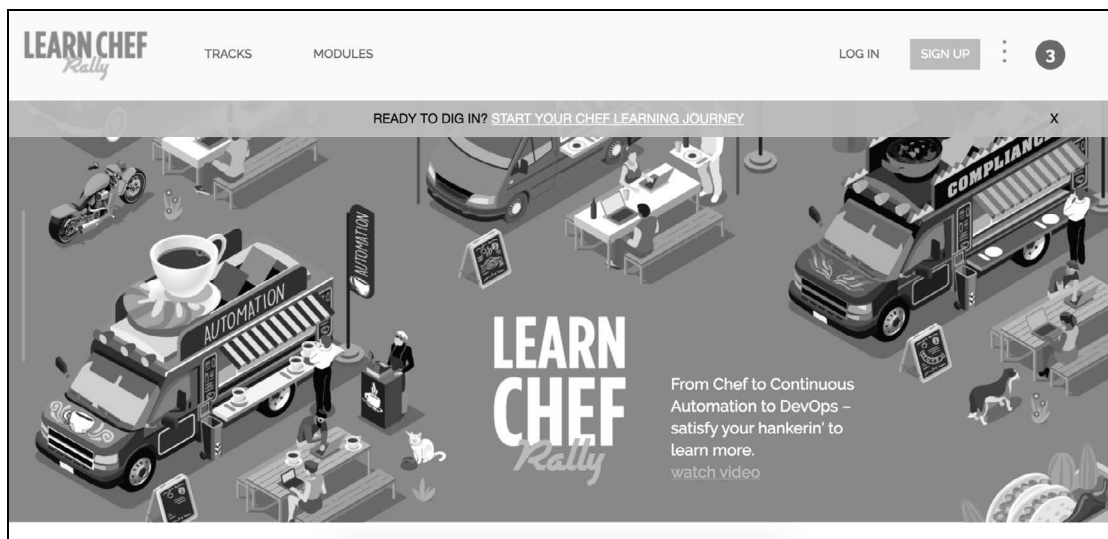 LEARN CHEF
Rally
TRACKS
MODULES
LOG IN
SIGN UP
3
READY TO DIG IN? START YOUR CHEF LEARNING JOURNEY
X
AUTOMATION
AUTOMATION
COMPLIANCE
LEARN
CHEF
Rally
From Chef to Continuous
Automation to DevOps –
satisfy your hankerin' to
learn more.
watch video